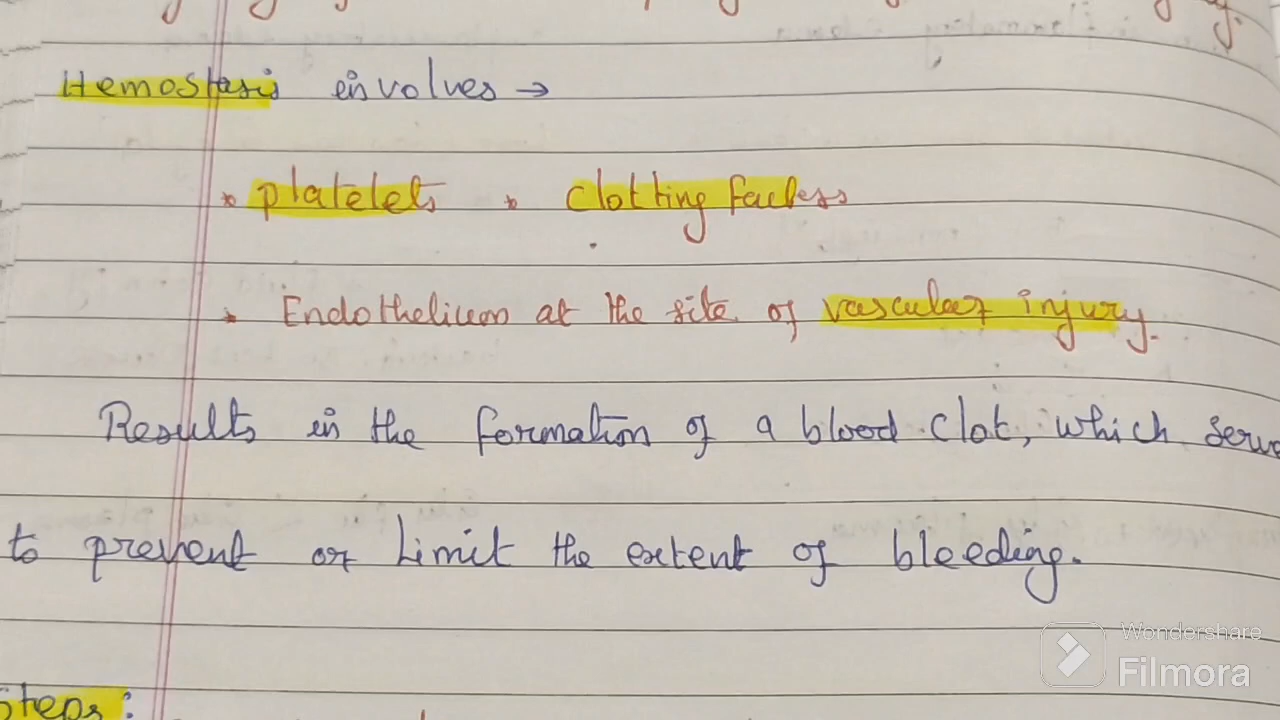 Hemostasis involves →
* platelets * clotting factors
* Endothelium at the site of vascular injury.
Results in the formation of a blood clot, which serve
to prevent or Limit the extent of bleeding.
Steps:
Wondershare
Filmora